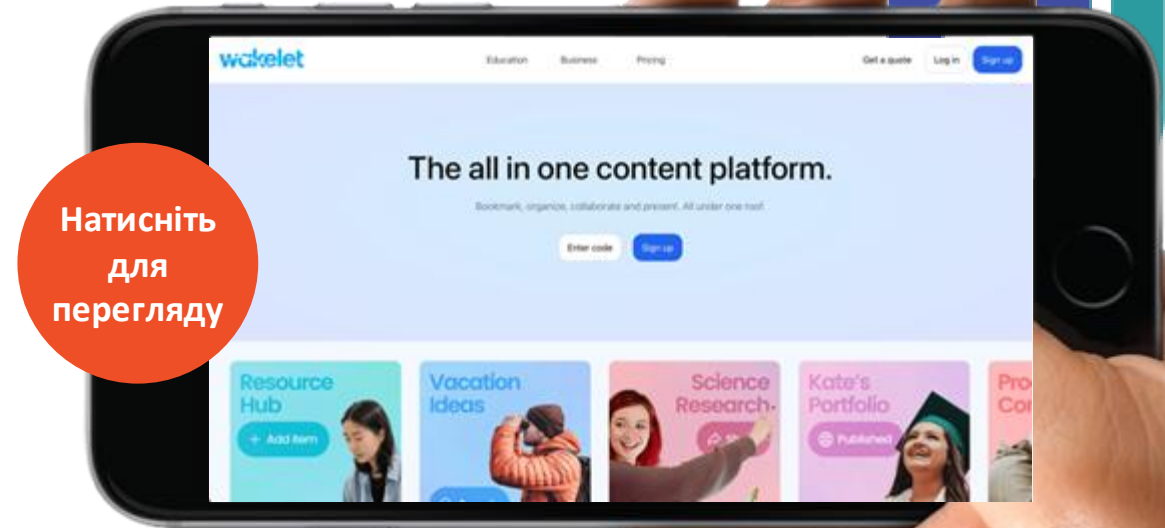 wakelet
Education Business Pricing
Get a quote Log in Sign up
The all in one content platform.
Bookmark, organize, collaborate and present. All under one roof.
Enter code Sign up
Натисніть
для
перегляду
Resource
Hub
+ Add item
Vacation
Ideas
Science
Research
Kate's
Portfolio
Published